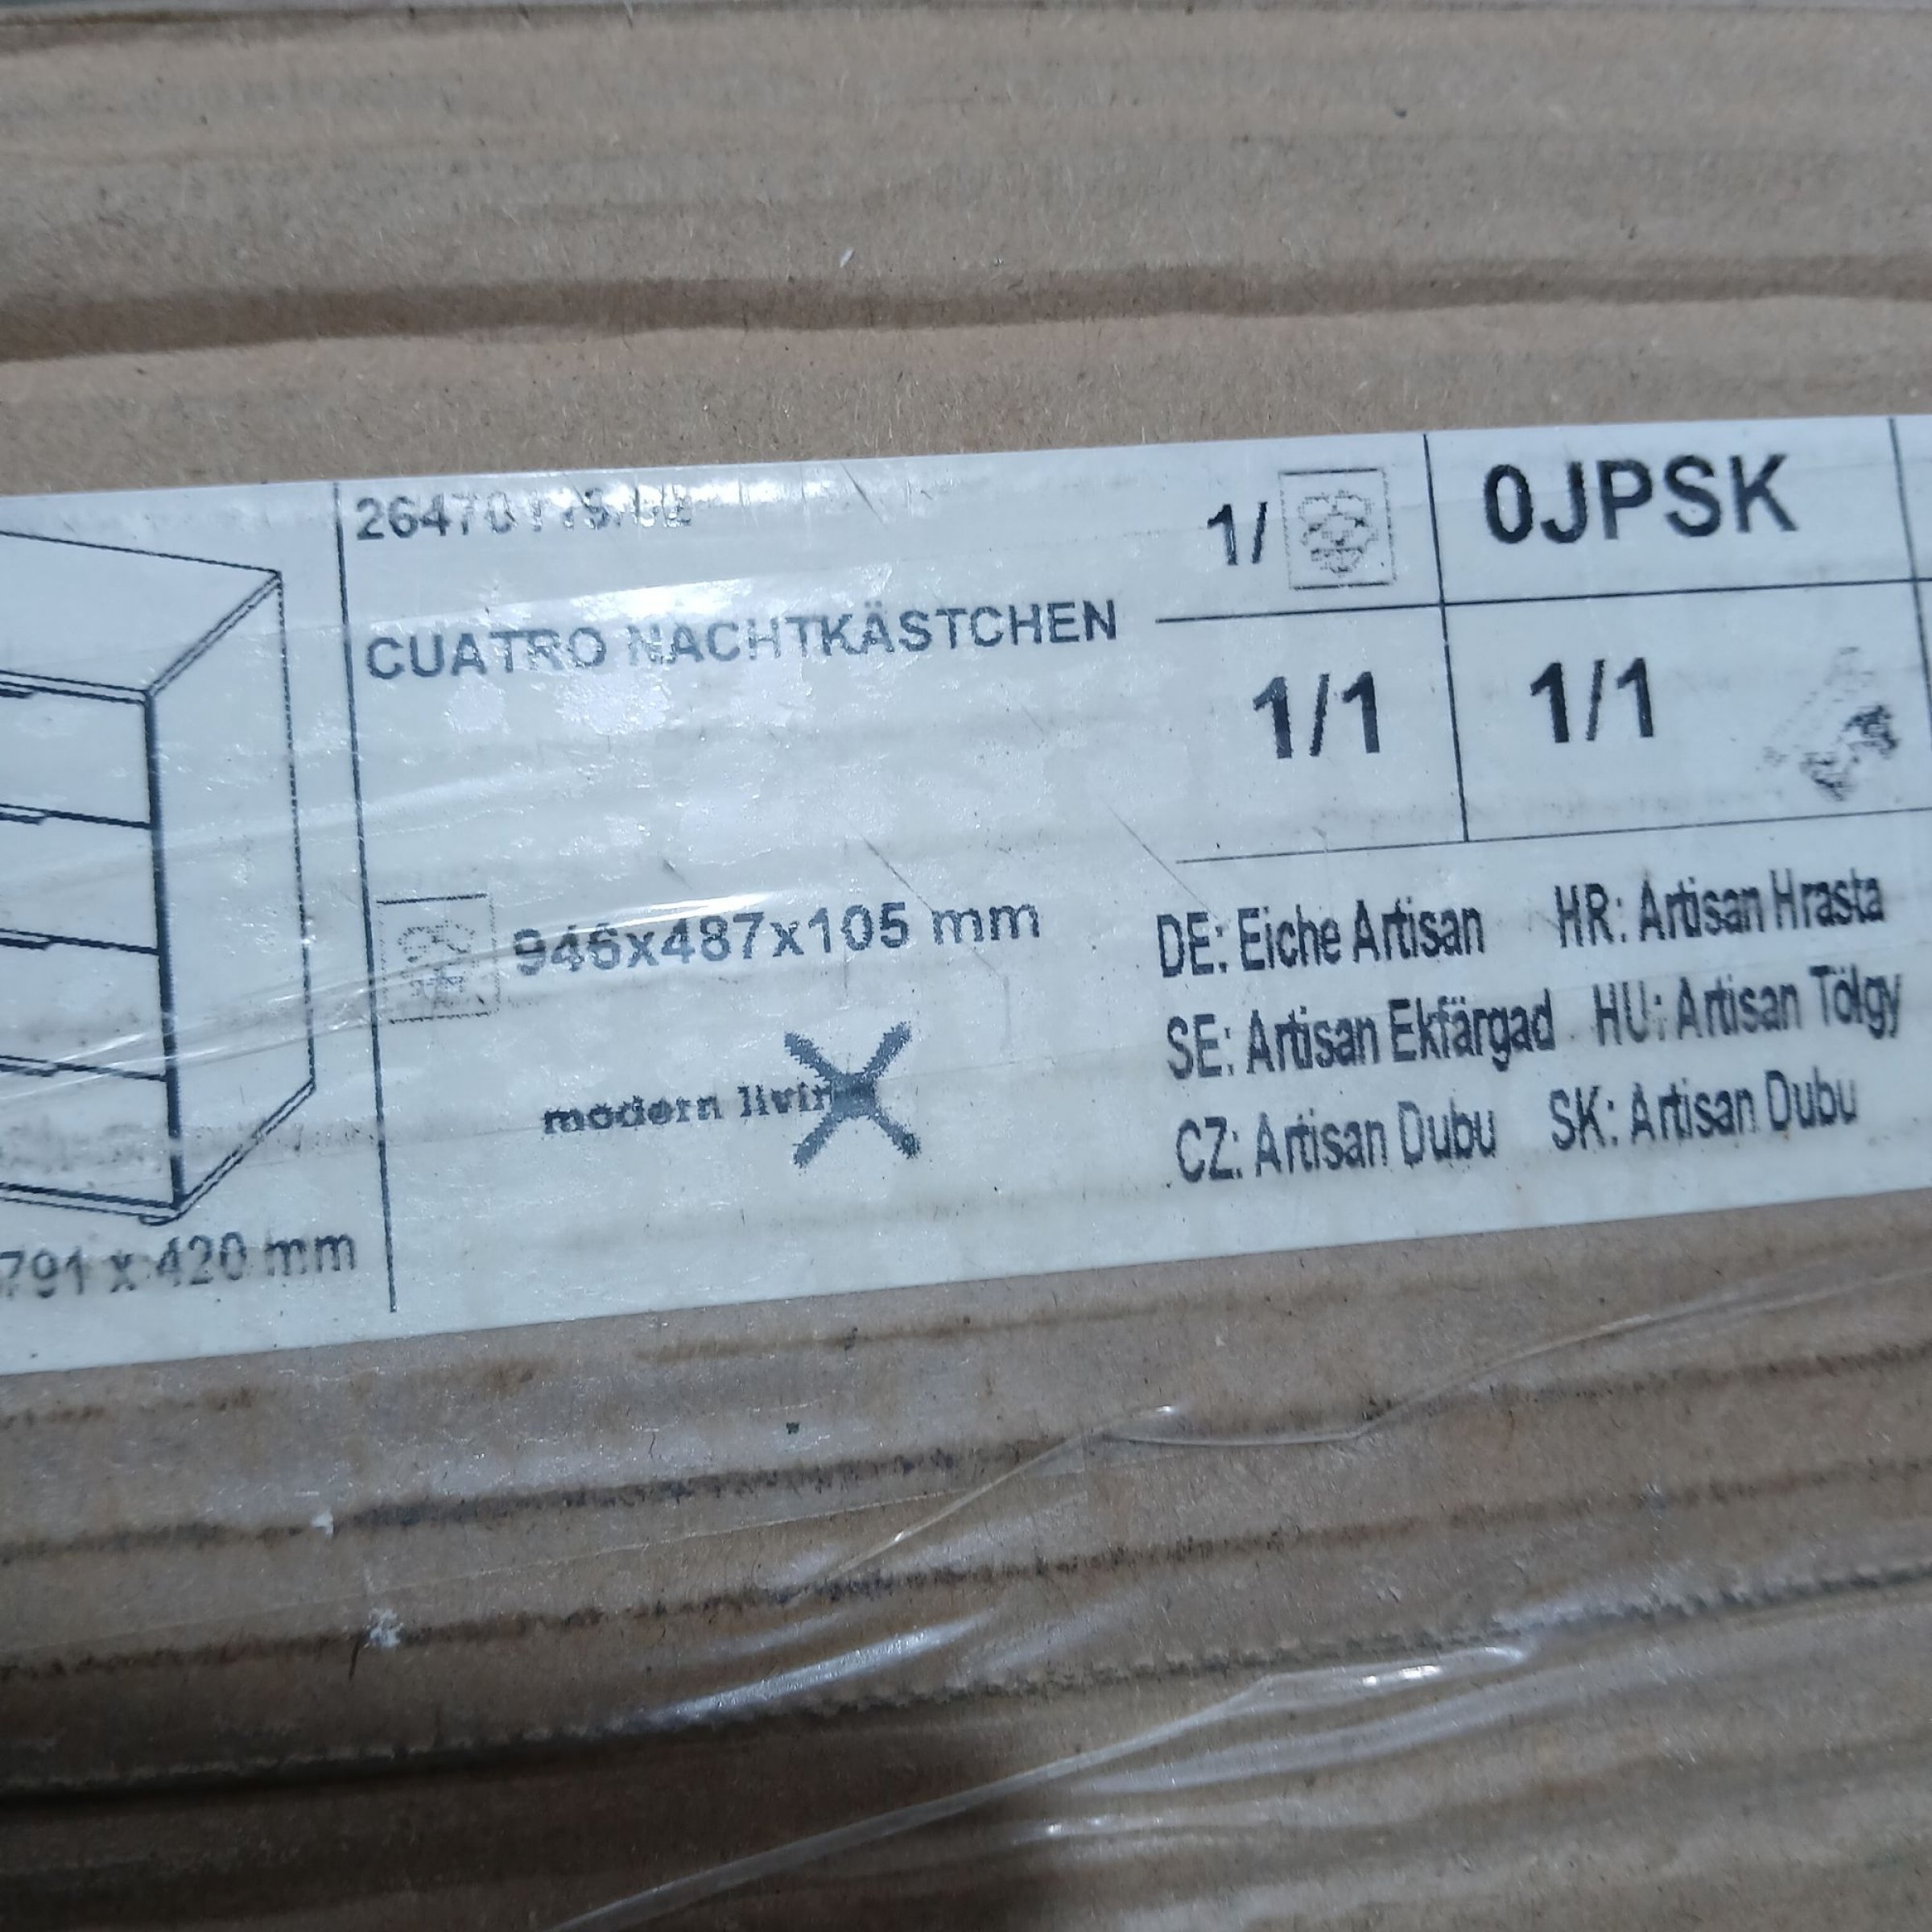 1/ 0JPSK
CUATRO NACHTKÄSTCHEN
1/1 1/1
946x487x105 mm
DE: Eiche Artisan HR: Artisan Hrasta
SE: Artisan Ekfärgad HU: Artisan Tölgy
modern
CZ: Artisan Dubu SK: Artisan Dubu
791 x 420 mm